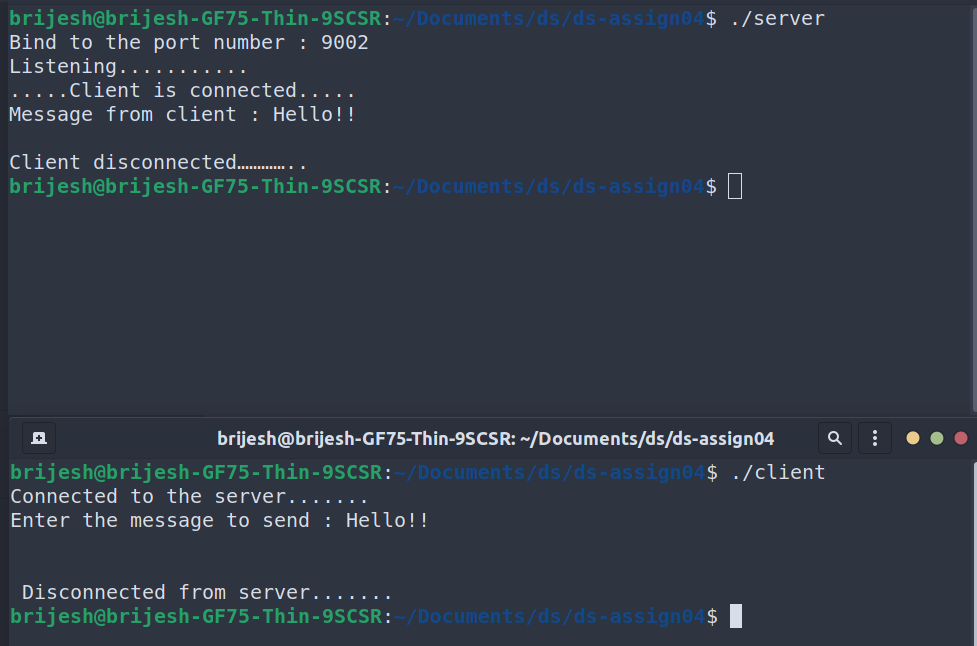 brijesh@brijesh-GF75-Thin-9SCSR:~/Documents/ds/ds-assign04$ ./server
Bind to the port number : 9002
Listening...........
.....Client is connected.....
Message from client : Hello!!
Client disconnected…………..
brijesh@brijesh-GF75-Thin-9SCSR:~/Documents/ds/ds-assign04$
brijesh@brijesh-GF75-Thin-9SCSR: ~/Documents/ds/ds-assign04
brijesh@brijesh-GF75-Thin-9SCSR:~/Documents/ds/ds-assign04$ ./client
Connected to the server.......
Enter the message to send : Hello!!
Disconnected from server.......
brijesh@brijesh-GF75-Thin-9SCSR:~/Documents/ds/ds-assign04$